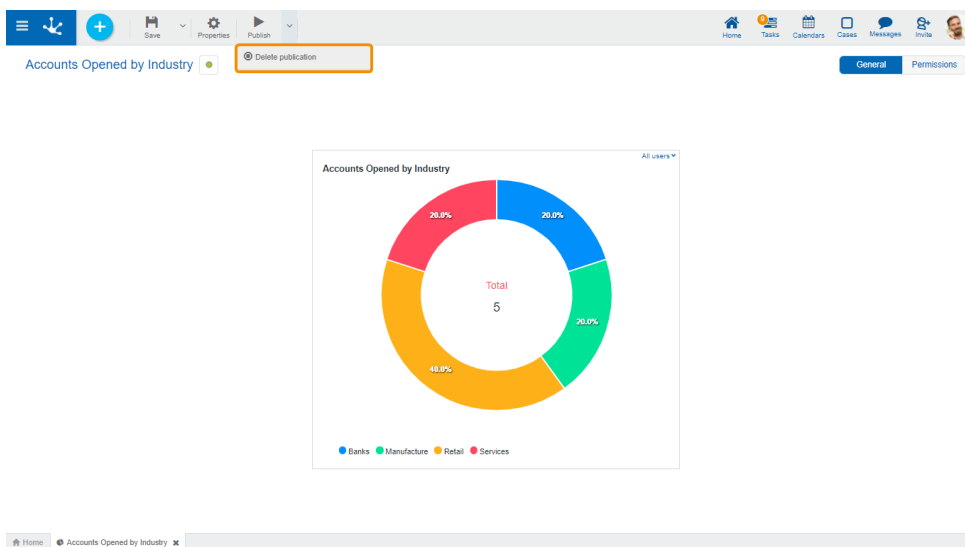 Save
Properties
Publish
Home
0
Tasks
Calendars
Cases
Messages
Invite
Delete publication
Accounts Opened by Industry
General
Permissions
All users
Accounts Opened by Industry
20.0%
20.0%
Total
5
20.0%
40.0%
Banks Manufacture Retail Services
Home Accounts Opened by Industry